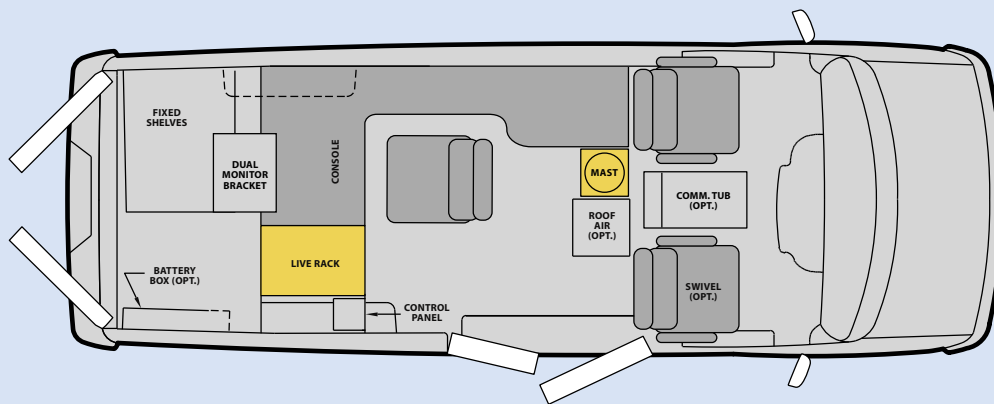 FIXED
SHELVES
DUAL
MONITOR
BRACKET
CONSOLE
MAST
COMM. TUB
(OPT.)
ROOF
AIR
(OPT.)
LIVE RACK
BATTERY
BOX (OPT.)
SWIVEL
(OPT.)
CONTROL
PANEL